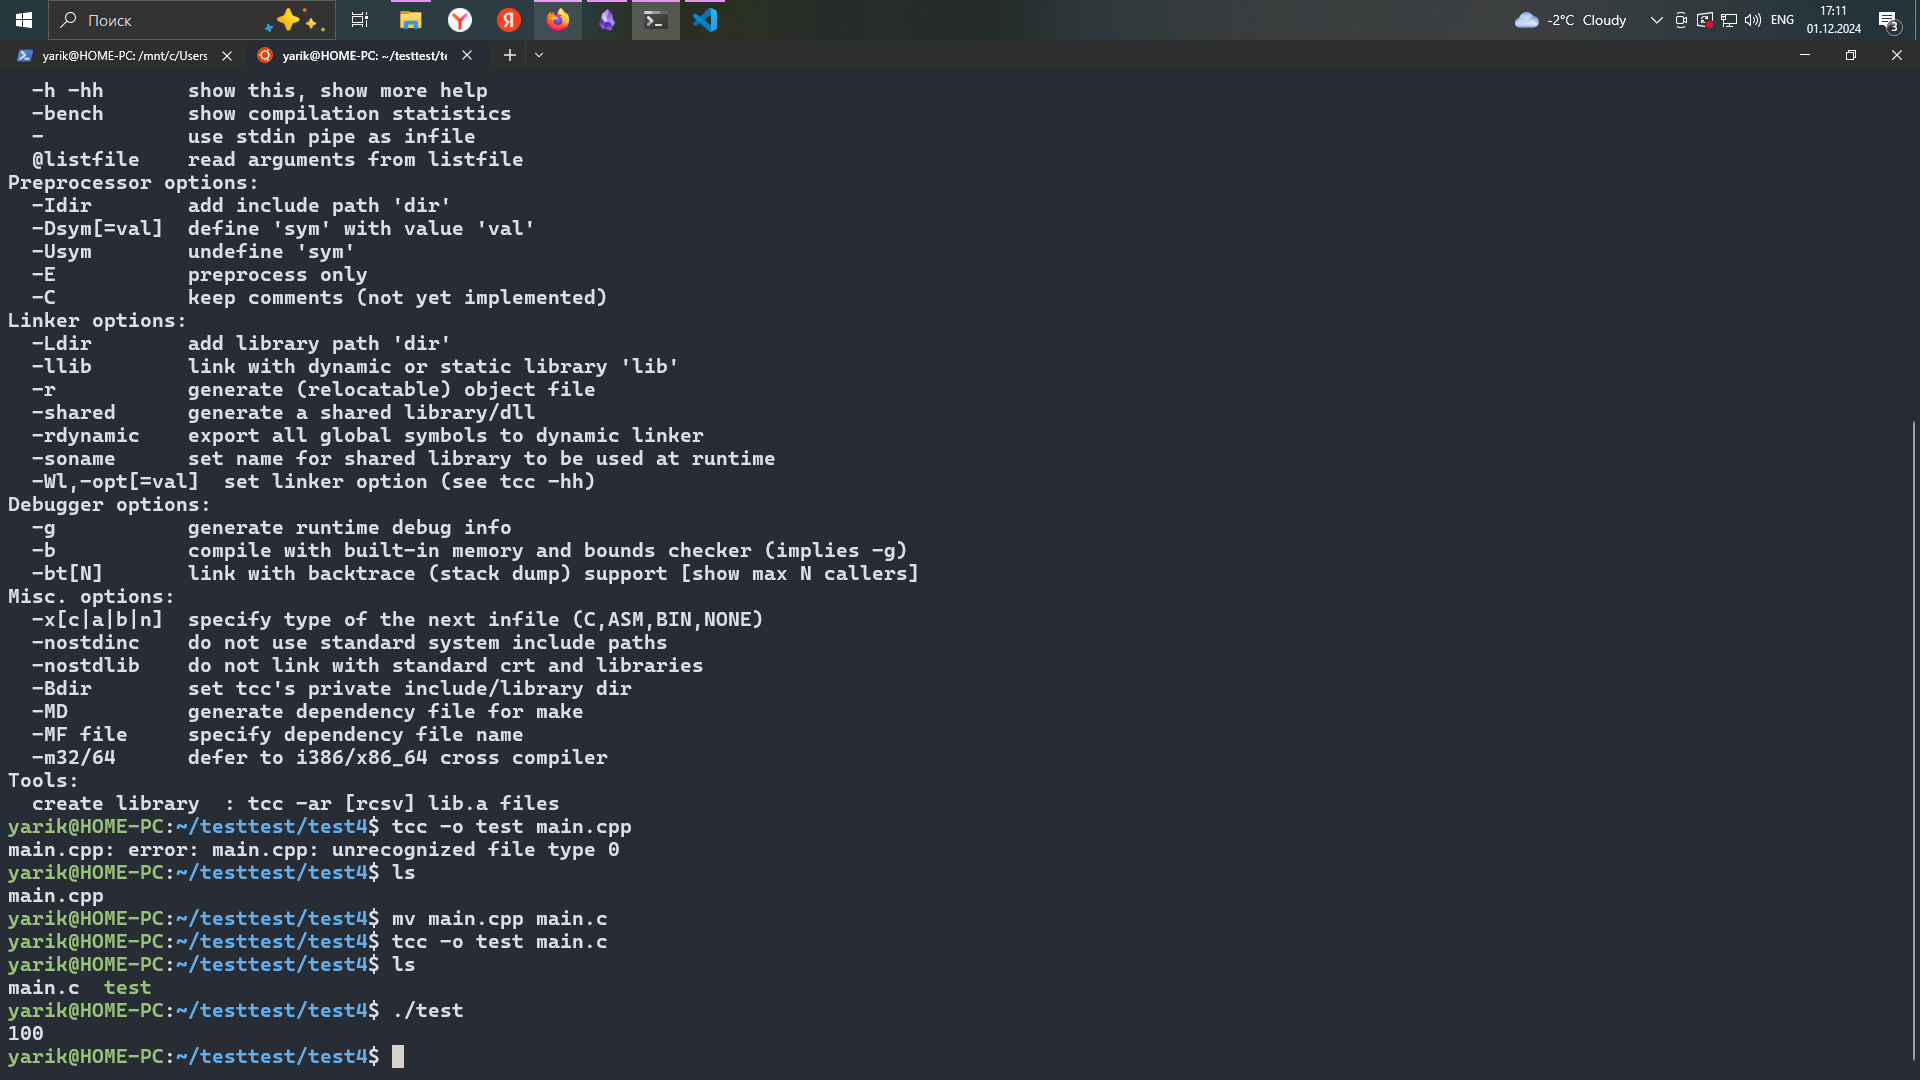 Поиск
-2°C Cloudy
ENG
17:11
01.12.2024
3
yarik@HOME-PC: /mnt/c/Users
yarik@HOME-PC: ~/testtest/te
  -h -hh       show this, show more help
  -bench       show compilation statistics
  -            use stdin pipe as infile
  @listfile    read arguments from listfile
Preprocessor options:
  -Idir        add include path 'dir'
  -Dsym[=val]  define 'sym' with value 'val'
  -Usym        undefine 'sym'
  -E           preprocess only
  -C           keep comments (not yet implemented)
Linker options:
  -Ldir        add library path 'dir'
  -llib        link with dynamic or static library 'lib'
  -r           generate (relocatable) object file
  -shared      generate a shared library/dll
  -rdynamic    export all global symbols to dynamic linker
  -soname      set name for shared library to be used at runtime
  -Wl,-opt[=val]  set linker option (see tcc -hh)
Debugger options:
  -g           generate runtime debug info
  -b           compile with built-in memory and bounds checker (implies -g)
  -bt[N]       link with backtrace (stack dump) support [show max N callers]
Misc. options:
  -x[c|a|b|n]  specify type of the next infile (C,ASM,BIN,NONE)
  -nostdinc    do not use standard system include paths
  -nostdlib    do not link with standard crt and libraries
  -Bdir        set tcc's private include/library dir
  -MD          generate dependency file for make
  -MF file     specify dependency file name
  -m32/64      defer to i386/x86_64 cross compiler
Tools:
  create library  : tcc -ar [rcsv] lib.a files
yarik@HOME-PC:~/testtest/test4$ tcc -o test main.cpp
main.cpp: error: main.cpp: unrecognized file type 0
yarik@HOME-PC:~/testtest/test4$ ls
main.cpp
yarik@HOME-PC:~/testtest/test4$ mv main.cpp main.c
yarik@HOME-PC:~/testtest/test4$ tcc -o test main.c
yarik@HOME-PC:~/testtest/test4$ ls
main.c  test
yarik@HOME-PC:~/testtest/test4$ ./test
100
yarik@HOME-PC:~/testtest/test4$